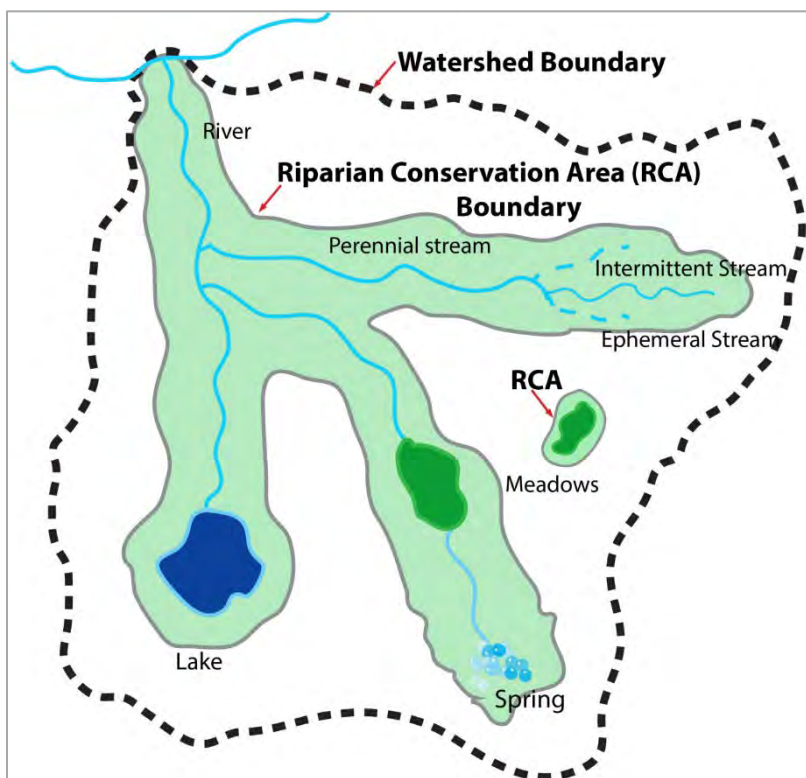 Watershed Boundary
River
Riparian Conservation Area (RCA)
Boundary
Perennial stream
Intermittent Stream
Ephemeral Stream
RCA
Meadows
Lake
Spring